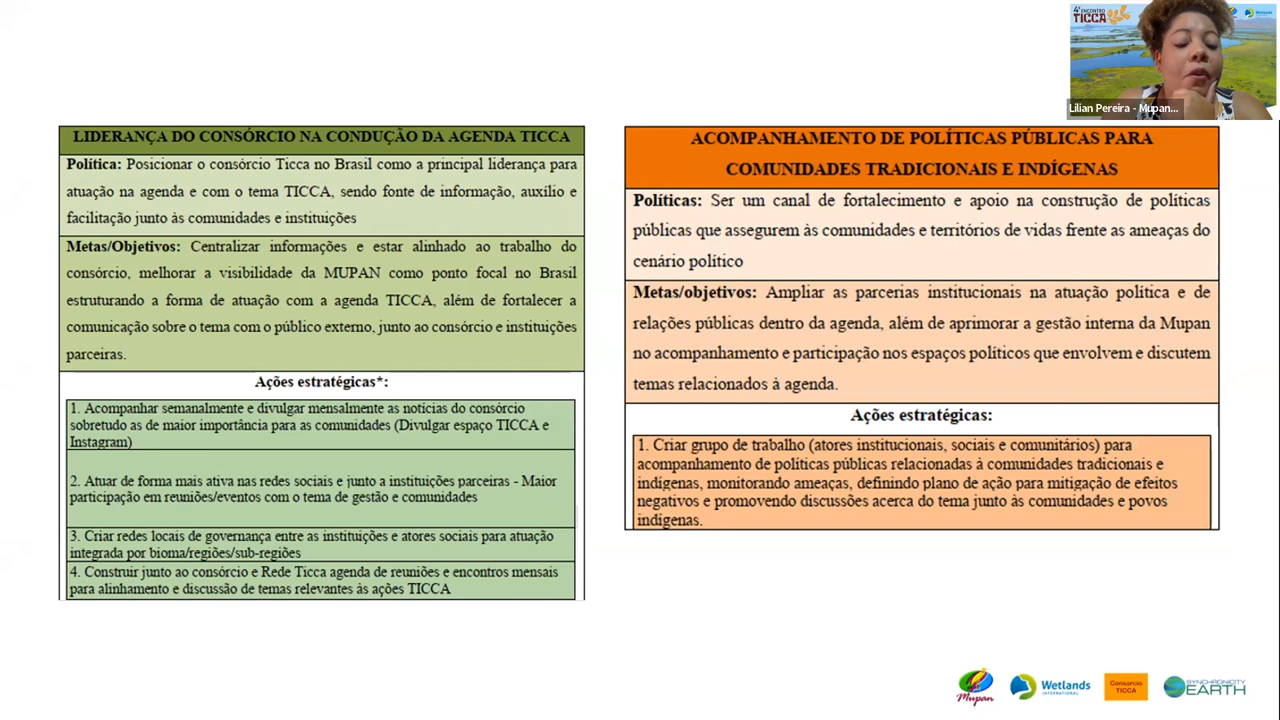 4º ENCONTRO
TICCA
Wetlands
Lilian Pereira - Mupan...
LIDERANÇA DO CONSÓRCIO NA CONDUÇÃO DA AGENDA TICCA
Política: Posicionar o consórcio Ticca no Brasil como a principal liderança para
atuação na agenda e com o tema TICCA, sendo fonte de informação, auxílio e
facilitação junto às comunidades e instituições
Metas/Objetivos: Centralizar informações e estar alinhado ao trabalho do
consórcio, melhorar a visibilidade da MUPAN como ponto focal no Brasil
estruturando a forma de atuação com a agenda TICCA, além de fortalecer a
comunicação sobre o tema com o público externo, junto ao consórcio e instituições
parceiras.
Ações estratégicas*:
1. Acompanhar semanalmente e divulgar mensalmente as notícias do consórcio
sobretudo as de maior importância para as comunidades (Divulgar espaço TICCA e
Instagram)
2. Atuar de forma mais ativa nas redes sociais e junto a instituições parceiras - Maior
participação em reuniões/eventos com o tema de gestão e comunidades
3. Criar redes locais de governança entre as instituições e atores sociais para atuação
integrada por bioma/regiões/sub-regiões
4. Construir junto ao consórcio e Rede Ticca agenda de reuniões e encontros mensais
para alinhamento e discussão de temas relevantes às ações TICCA
ACOMPANHAMENTO DE POLÍTICAS PÚBLICAS PARA
COMUNIDADES TRADICIONAIS E INDÍGENAS
Políticas: Ser um canal de fortalecimento e apoio na construção de políticas
públicas que assegurem às comunidades e territórios de vidas frente as ameaças do
cenário político
Metas/objetivos: Ampliar as parcerias institucionais na atuação política e de
relações públicas dentro da agenda, além de aprimorar a gestão interna da Mupan
no acompanhamento e participação nos espaços políticos que envolvem e discutem
temas relacionados à agenda.
Ações estratégicas:
1. Criar grupo de trabalho (atores institucionais, sociais e comunitários) para
acompanhamento de políticas públicas relacionadas à comunidades tradicionais e
indígenas, monitorando ameaças, definindo plano de ação para mitigação de efeitos
negativos e promovendo discussões acerca do tema junto às comunidades e povos
indígenas.
Mupan
Wetlands
INTERNATIONAL
Consorcio
TICCA
SYNCHRONICITY
EARTH